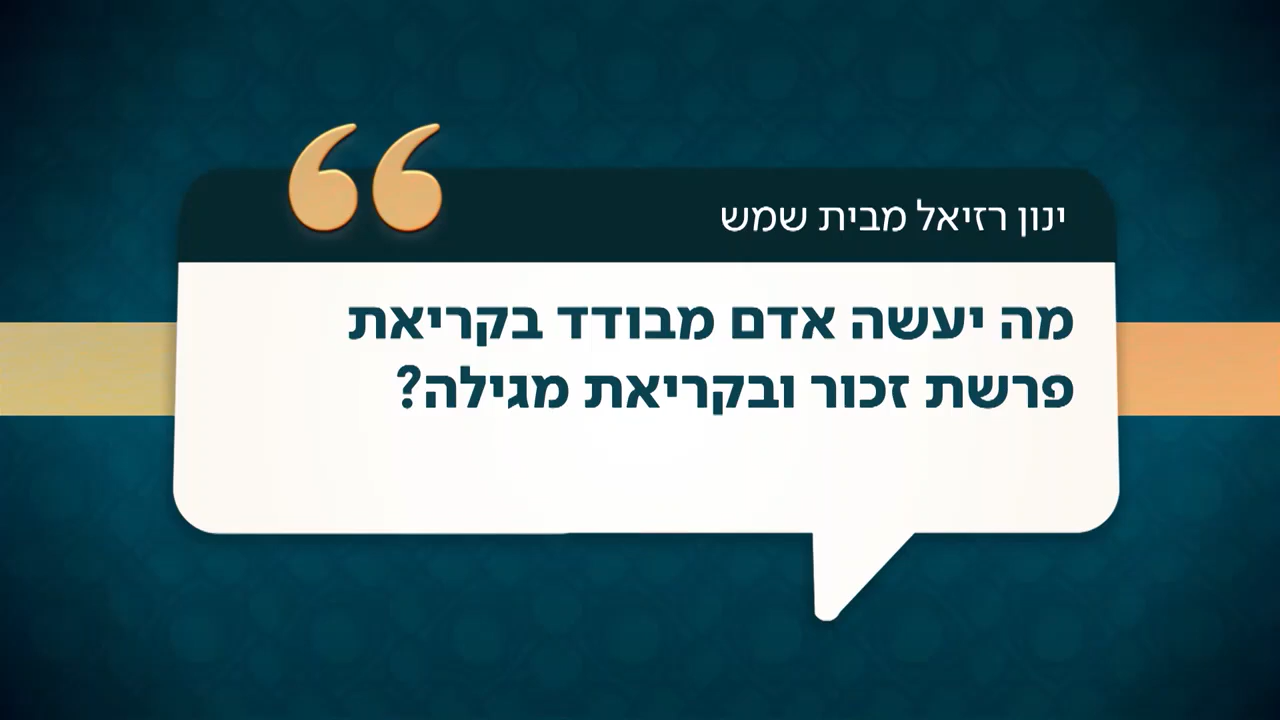 ינון רזיאל מבית שמש
מה יעשה אדם מבודד בקריאת
פרשת זכור ובקריאת מגילה?